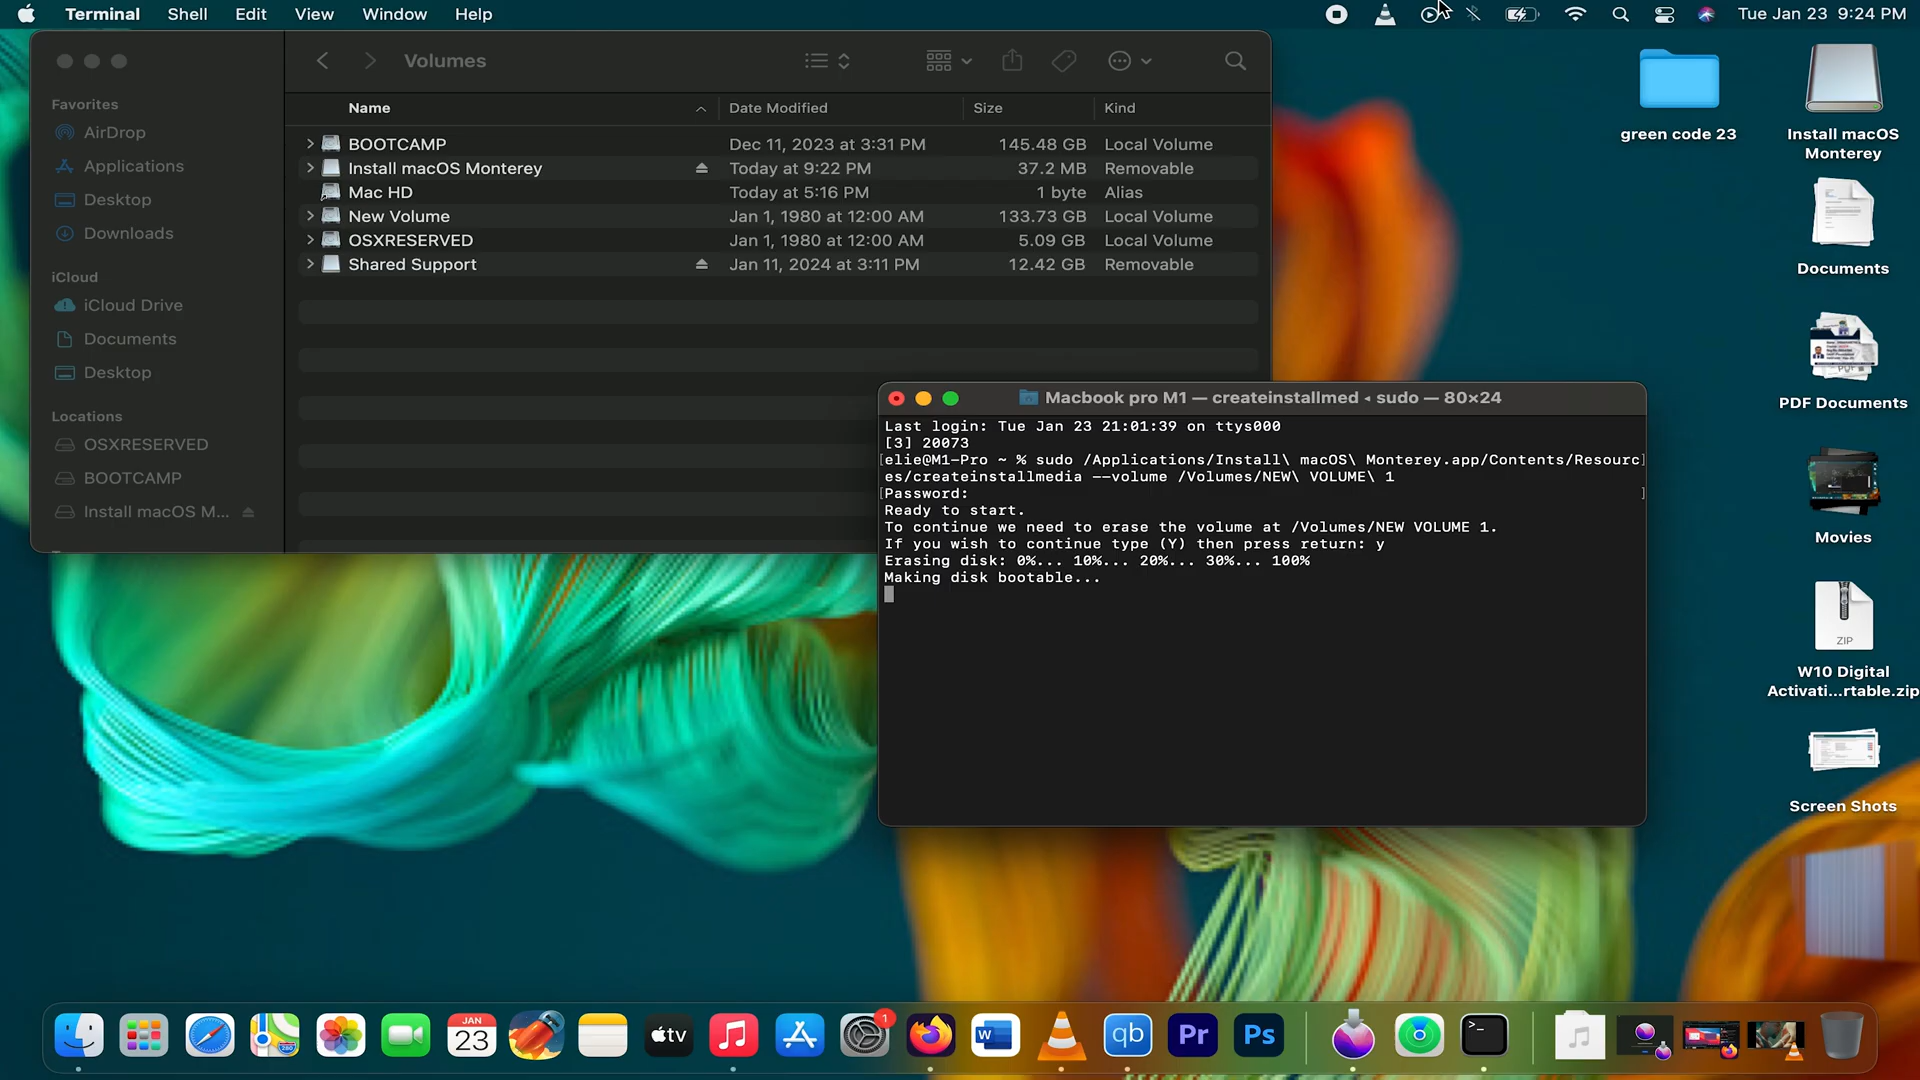 Terminal Shell Edit View Window Help
Tue Jan 23 9:24 PM
Volumes
Favorites
AirDrop
Applications
Desktop
Downloads
iCloud
iCloud Drive
Documents
Desktop
Locations
OSXRESERVED
BOOTCAMP
Install macOS M...
Name Date Modified Size Kind
BOOTCAMP Dec 11, 2023 at 3:31 PM 145.48 GB Local Volume
Install macOS Monterey Today at 9:22 PM 37.2 MB Removable
Mac HD Today at 5:16 PM 1 byte Alias
New Volume Jan 1, 1980 at 12:00 AM 133.73 GB Local Volume
OSXRESERVED Jan 1, 1980 at 12:00 AM 5.09 GB Local Volume
Shared Support Jan 11, 2024 at 3:11 PM 12.42 GB Removable
Macbook pro M1 — createinstallmed ◂ sudo — 80×24
Last login: Tue Jan 23 21:01:39 on ttys000
[3] 20073
[elie@M1-Pro ~ % sudo /Applications/Install\ macOS\ Monterey.app/Contents/Resourc]
es/createinstallmedia --volume /Volumes/NEW\ VOLUME\ 1
[Password: ]
Ready to start.
To continue we need to erase the volume at /Volumes/NEW VOLUME 1.
If you wish to continue type (Y) then press return: y
Erasing disk: 0%... 10%... 20%... 30%... 100%
Making disk bootable...
green code 23
Install macOS
Monterey
Documents
PDF
PDF Documents
Movies
ZIP
W10 Digital
Activati...rtable.zip
Screen Shots
JAN
23
tv
1
W
qb
Pr
Ps
>_